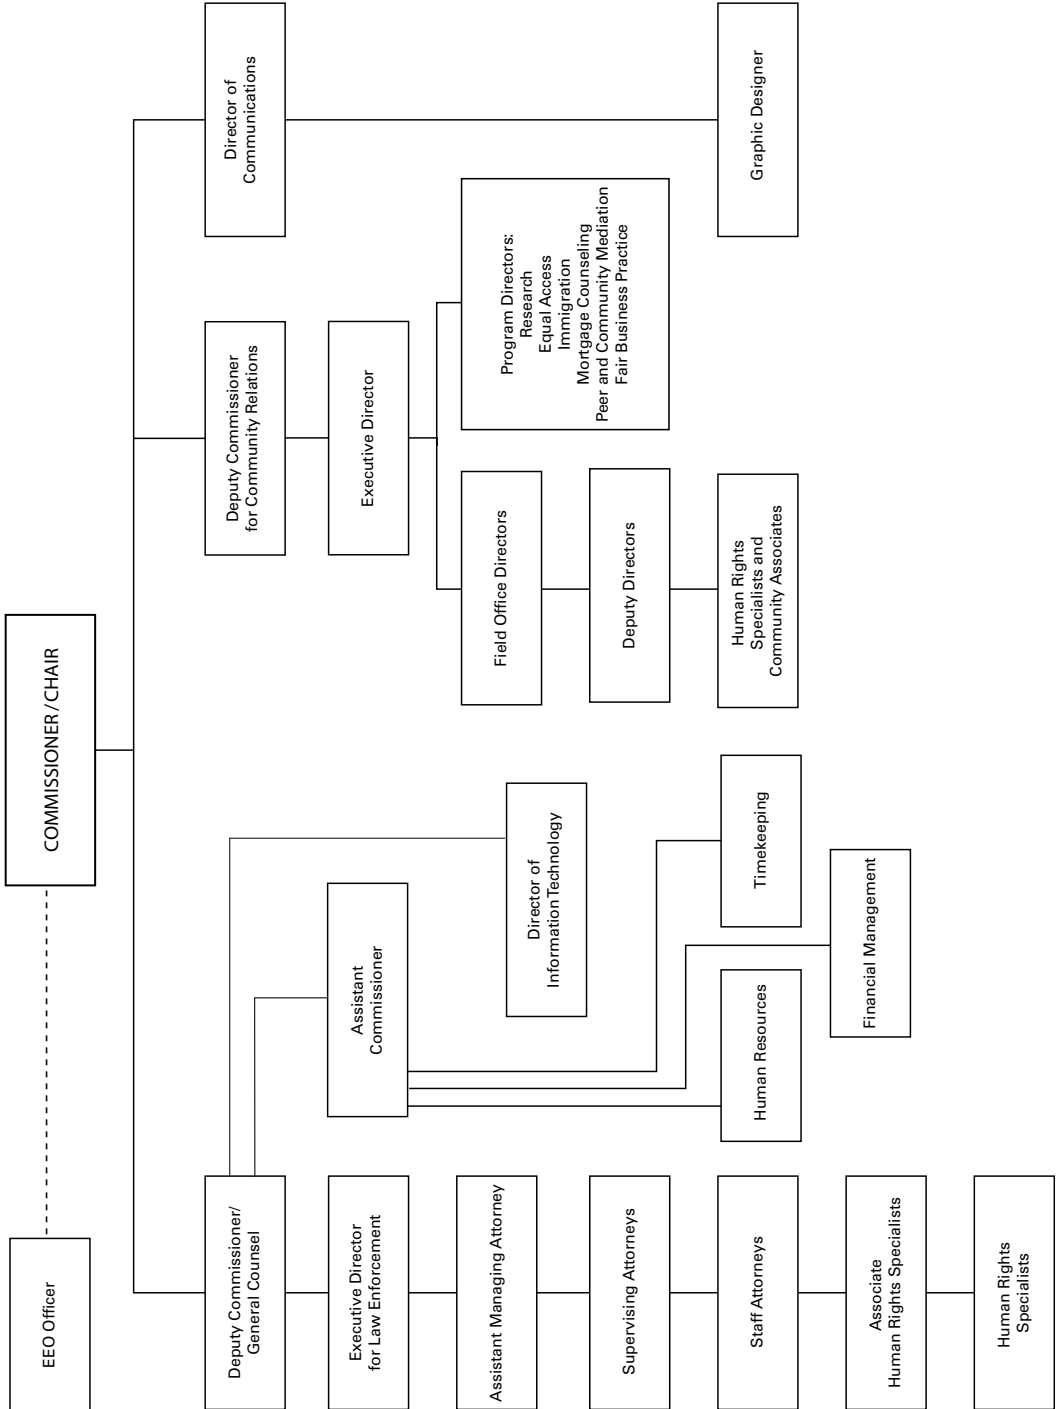 COMMISSIONER / CHAIR
EEO Officer
Deputy Commissioner/
General Counsel
Deputy Commissioner
for Community Relations
Director of
Communications
Executive Director
for Law Enforcement
Assistant
Commissioner
Executive Director
Assistant Managing Attorney
Director of
Information Technology
Field Office Directors
Program Directors:
Research
Equal Access
Immigration
Mortgage Counseling
Peer and Community Mediation
Fair Business Practice
Supervising Attorneys
Deputy Directors
Staff Attorneys
Human Resources
Timekeeping
Human Rights
Specialists and
Community Associates
Graphic Designer
Associate
Human Rights Specialists
Financial Management
Human Rights
Specialists